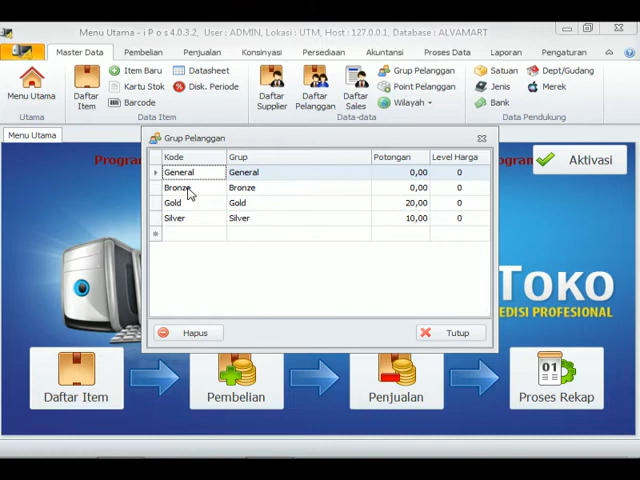 Menu Utama - i P o s 4.0.3.2, User : ADMIN, Lokasi : UTM, Host : 127.0.0.1, Database : ALVAMART
Master Data Pembelian Penjualan Konsinyasi Persediaan Akuntansi Proses Data Laporan Pengaturan
Menu Utama
Utama
Daftar Item
Item Baru
Kartu Stok
Barcode
Datasheet
Disk. Periode
Data Item
Daftar Supplier
Daftar Pelanggan
Daftar Sales
Grup Pelanggan
Point Pelanggan
Wilayah
Data-data
Satuan
Jenis
Bank
Dept/Gudang
Merek
Data Pendukung
Menu Utama
Aktivasi
Grup Pelanggan
Kode Grup Potongan Level Harga
General General 0,00 0
Bronze Bronze 0,00 0
Gold Gold 20,00 0
Silver Silver 10,00 0
Hapus
Tutup
Toko
EDISI PROFESIONAL
Daftar Item
Pembelian
Penjualan
01
Proses Rekap